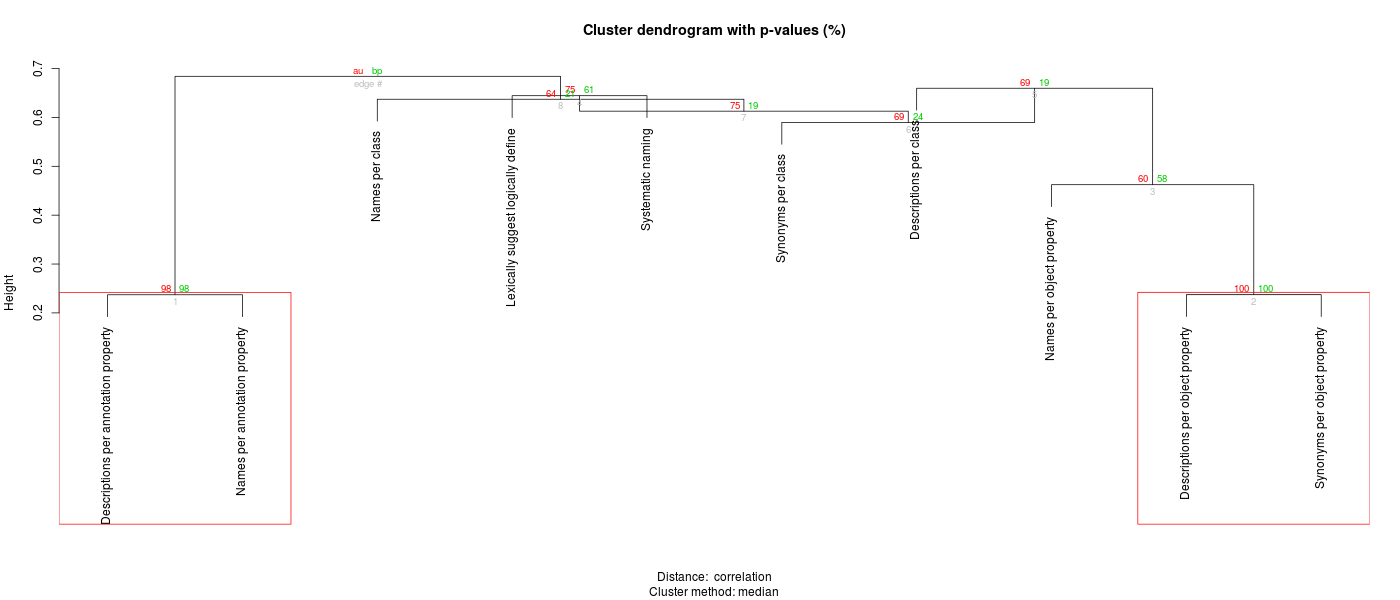 Cluster dendrogram with p-values (%)
Height
0.7
0.6
0.5
0.4
0.3
0.2
au bp
edge #
75 61
64 21
8
75 19
7
69 19
5
69 24
6
60 58
3
98 98
1
100 100
2
Descriptions per annotation property
Names per annotation property
Names per class
Lexically suggest logically define
Systematic naming
Synonyms per class
Descriptions per class
Names per object property
Descriptions per object property
Synonyms per object property
Distance: correlation
Cluster method: median